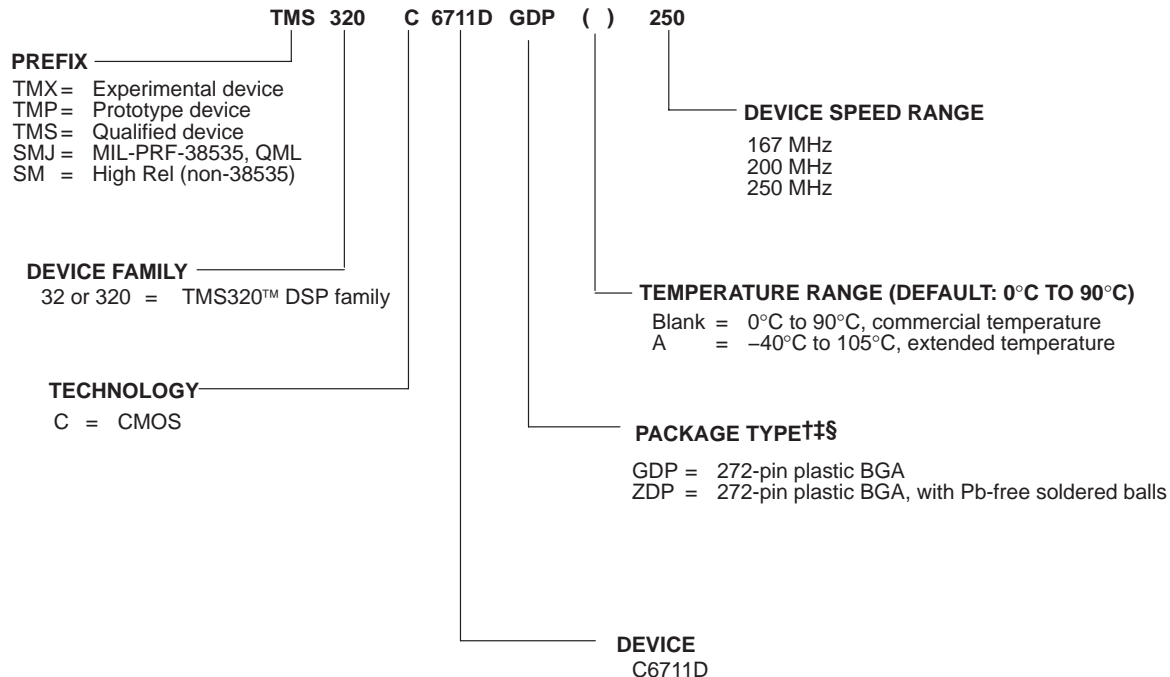 TMS 320 C 6711D GDP ( ) 250
PREFIX
TMX = Experimental device
TMP = Prototype device
TMS = Qualified device
SMJ = MIL-PRF-38535, QML
SM = High Rel (non-38535)
DEVICE SPEED RANGE
167 MHz
200 MHz
250 MHz
DEVICE FAMILY
32 or 320 = TMS320™ DSP family
TEMPERATURE RANGE (DEFAULT: 0°C TO 90°C)
Blank = 0°C to 90°C, commercial temperature
A = −40°C to 105°C, extended temperature
TECHNOLOGY
C = CMOS
PACKAGE TYPE†‡§
GDP = 272-pin plastic BGA
ZDP = 272-pin plastic BGA, with Pb-free soldered balls
DEVICE
C6711D